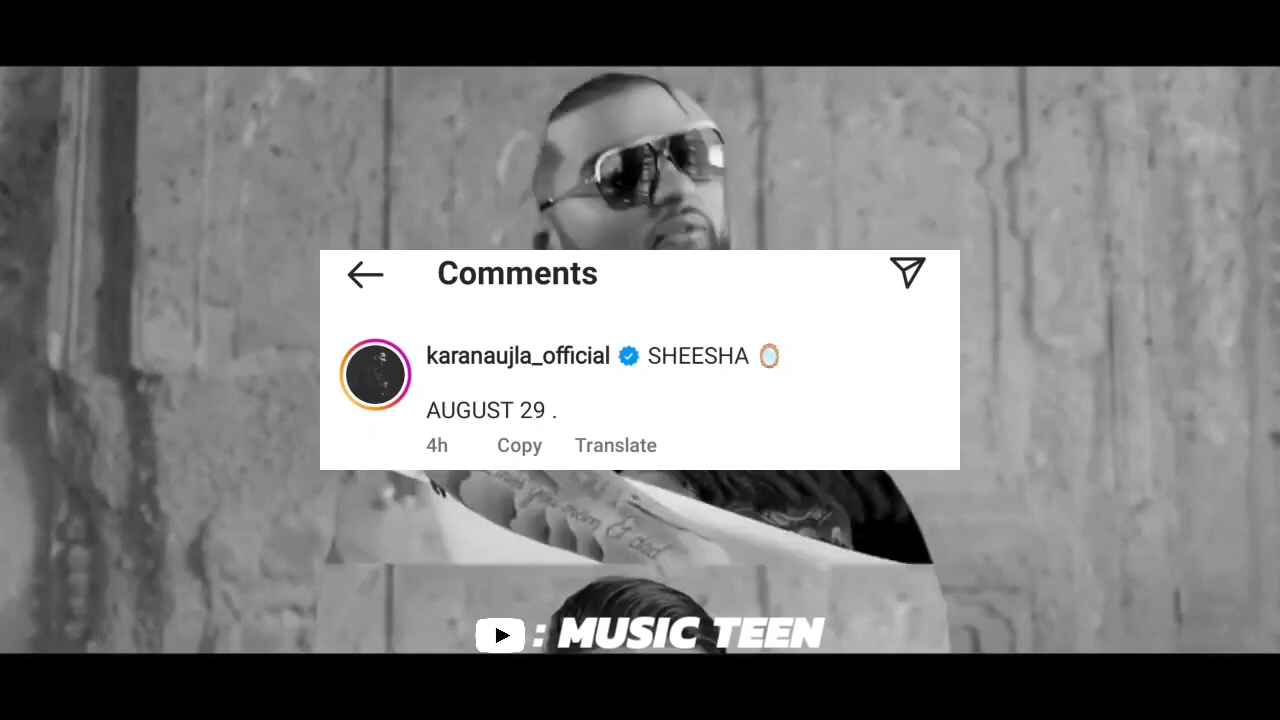 Comments
karanaujla_official SHEESHA 🪞
AUGUST 29 .
4h Copy Translate
: MUSIC TEEN